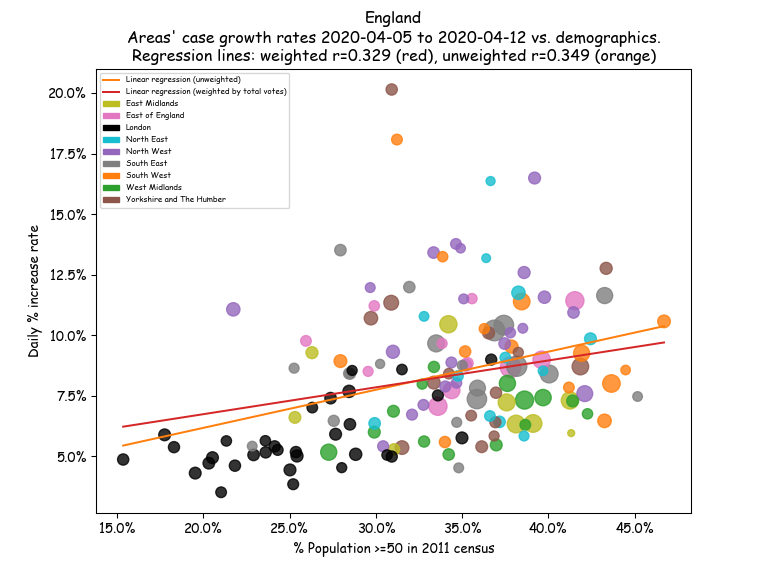 England
Areas' case growth rates 2020-04-05 to 2020-04-12 vs. demographics.
Regression lines: weighted r=0.329 (red), unweighted r=0.349 (orange)
Linear regression (unweighted)
Linear regression (weighted by total votes)
East Midlands
East of England
London
North East
North West
South East
South West
West Midlands
Yorkshire and The Humber
Daily % increase rate
20.0%
17.5%
15.0%
12.5%
10.0%
7.5%
5.0%
15.0% 20.0% 25.0% 30.0% 35.0% 40.0% 45.0%
% Population >=50 in 2011 census